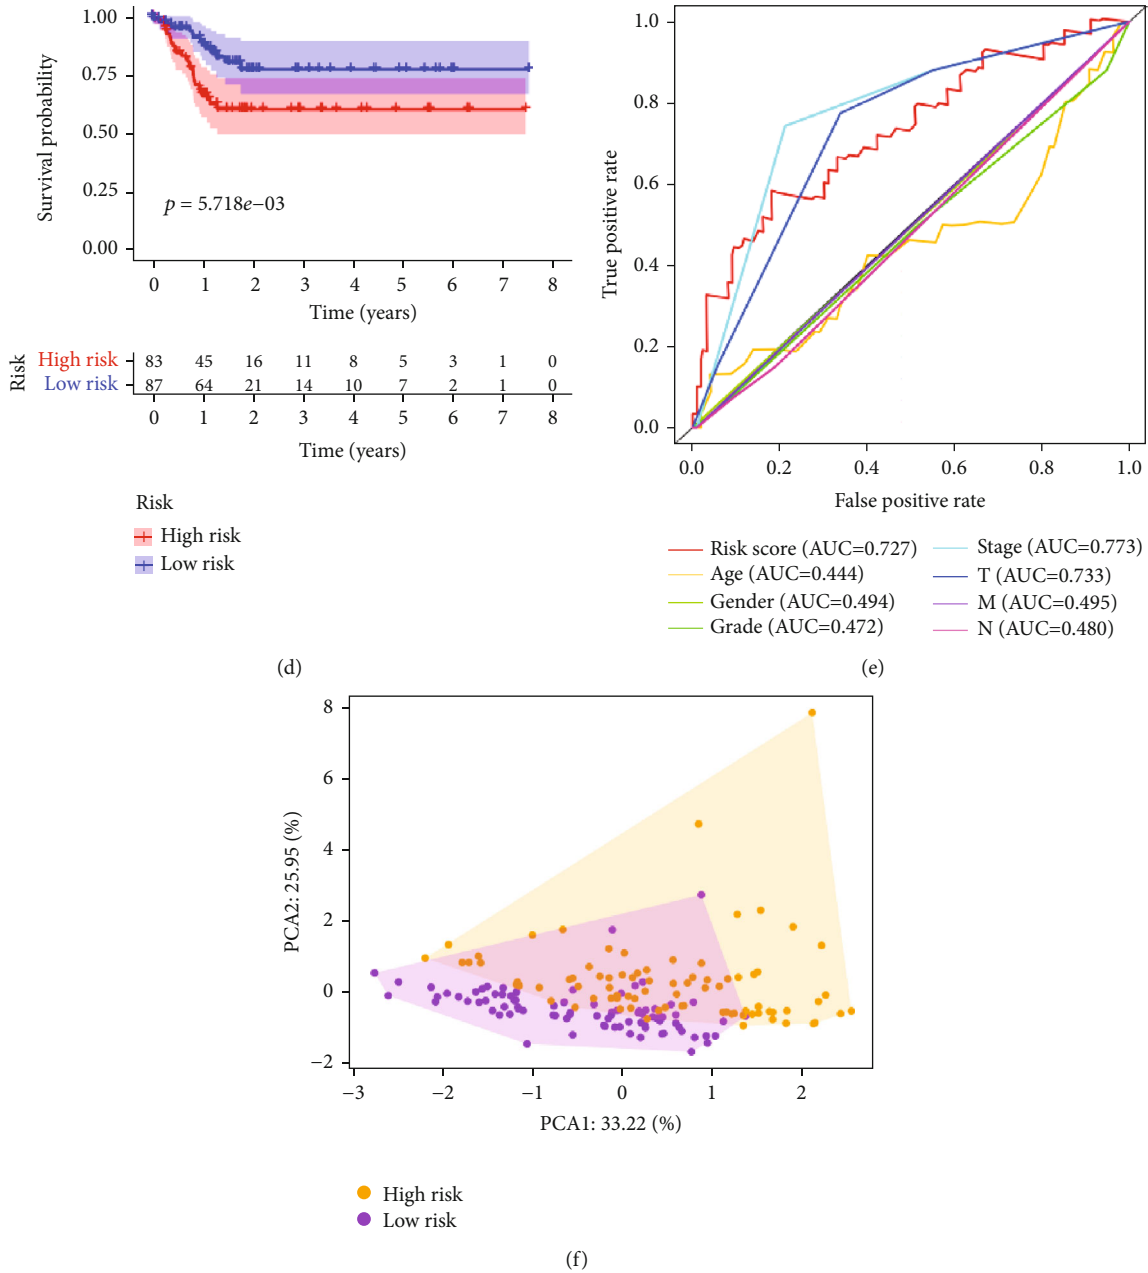 1.00
0.75
0.50
0.25
0.00
Survival probability
p = 5.718e−03
0 1 2 3 4 5 6 7 8
Time (years)
Risk
High risk 83 45 16 11 8 5 3 1 0
Low risk 87 64 21 14 10 7 2 1 0
0 1 2 3 4 5 6 7 8
Time (years)
Risk
High risk
Low risk
(d)
1.0
0.8
0.6
0.4
0.2
0.0
True positive rate
0.0 0.2 0.4 0.6 0.8 1.0
False positive rate
Risk score (AUC=0.727)
Age (AUC=0.444)
Gender (AUC=0.494)
Grade (AUC=0.472)
Stage (AUC=0.773)
T (AUC=0.733)
M (AUC=0.495)
N (AUC=0.480)
(e)
8
6
4
2
0
−2
PCA2: 25.95 (%)
−3 −2 −1 0 1 2
PCA1: 33.22 (%)
High risk
Low risk
(f)